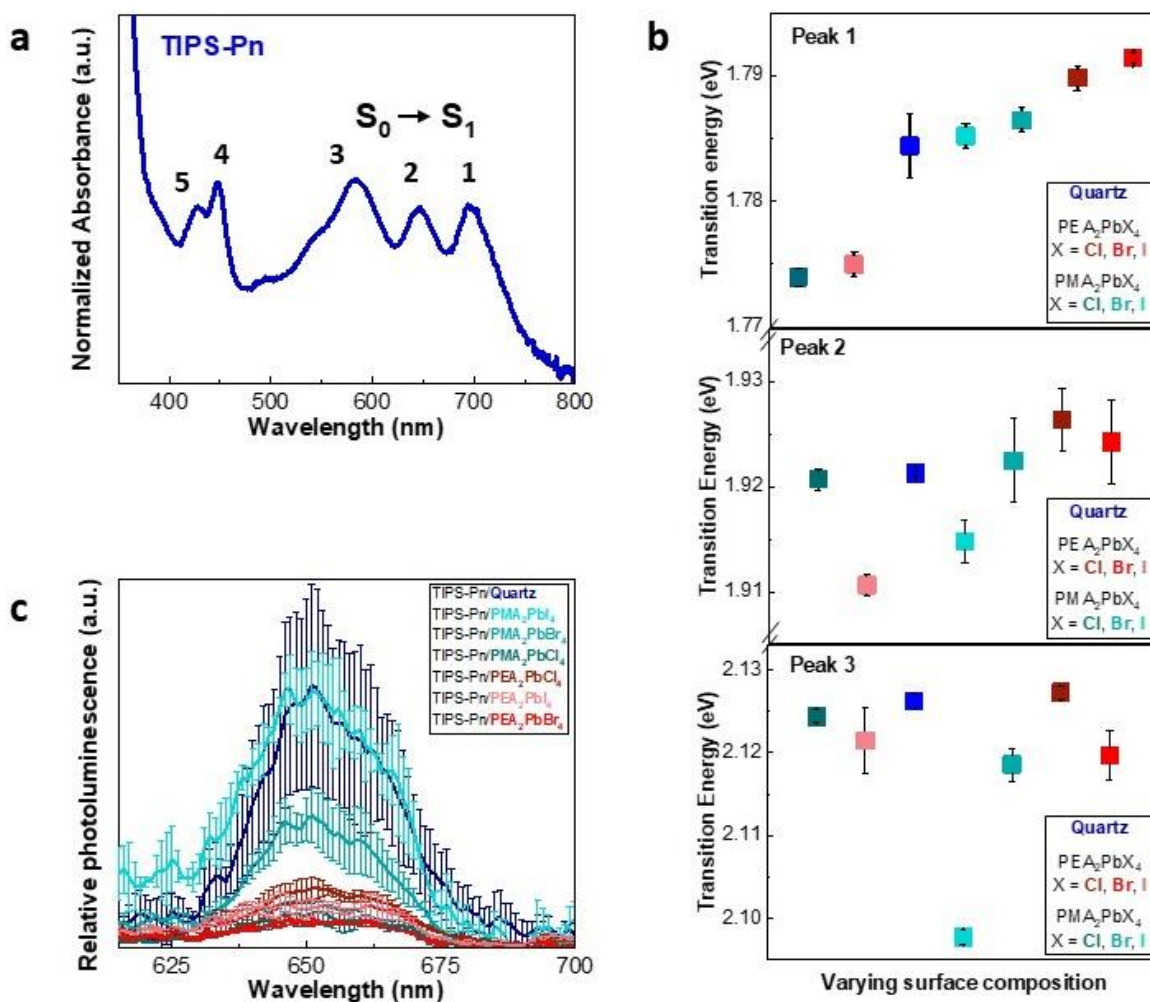 a
TIPS-Pn
S₀ → S₁
5
4
3
2
1
Normalized Absorbance (a.u.)
400
500
600
700
800
Wavelength (nm)
b
Peak 1
1.79
1.78
1.77
Transition energy (eV)
Quartz
PEA₂PbX₄
X = Cl, Br, I
PMA₂PbX₄
X = Cl, Br, I
Peak 2
1.93
1.92
1.91
Transition Energy (eV)
Quartz
PEA₂PbX₄
X = Cl, Br, I
PMA₂PbX₄
X = Cl, Br, I
Peak 3
2.13
2.12
2.11
2.10
Transition Energy (eV)
Quartz
PEA₂PbX₄
X = Cl, Br, I
PMA₂PbX₄
X = Cl, Br, I
Varying surface composition
c
TIPS-Pn/Quartz
TIPS-Pn/PMA₂PbI₄
TIPS-Pn/PMA₂PbBr₄
TIPS-Pn/PMA₂PbCl₄
TIPS-Pn/PEA₂PbCl₄
TIPS-Pn/PEA₂PbI₄
TIPS-Pn/PEA₂PbBr₄
Relative photoluminescence (a.u.)
625
650
675
700
Wavelength (nm)